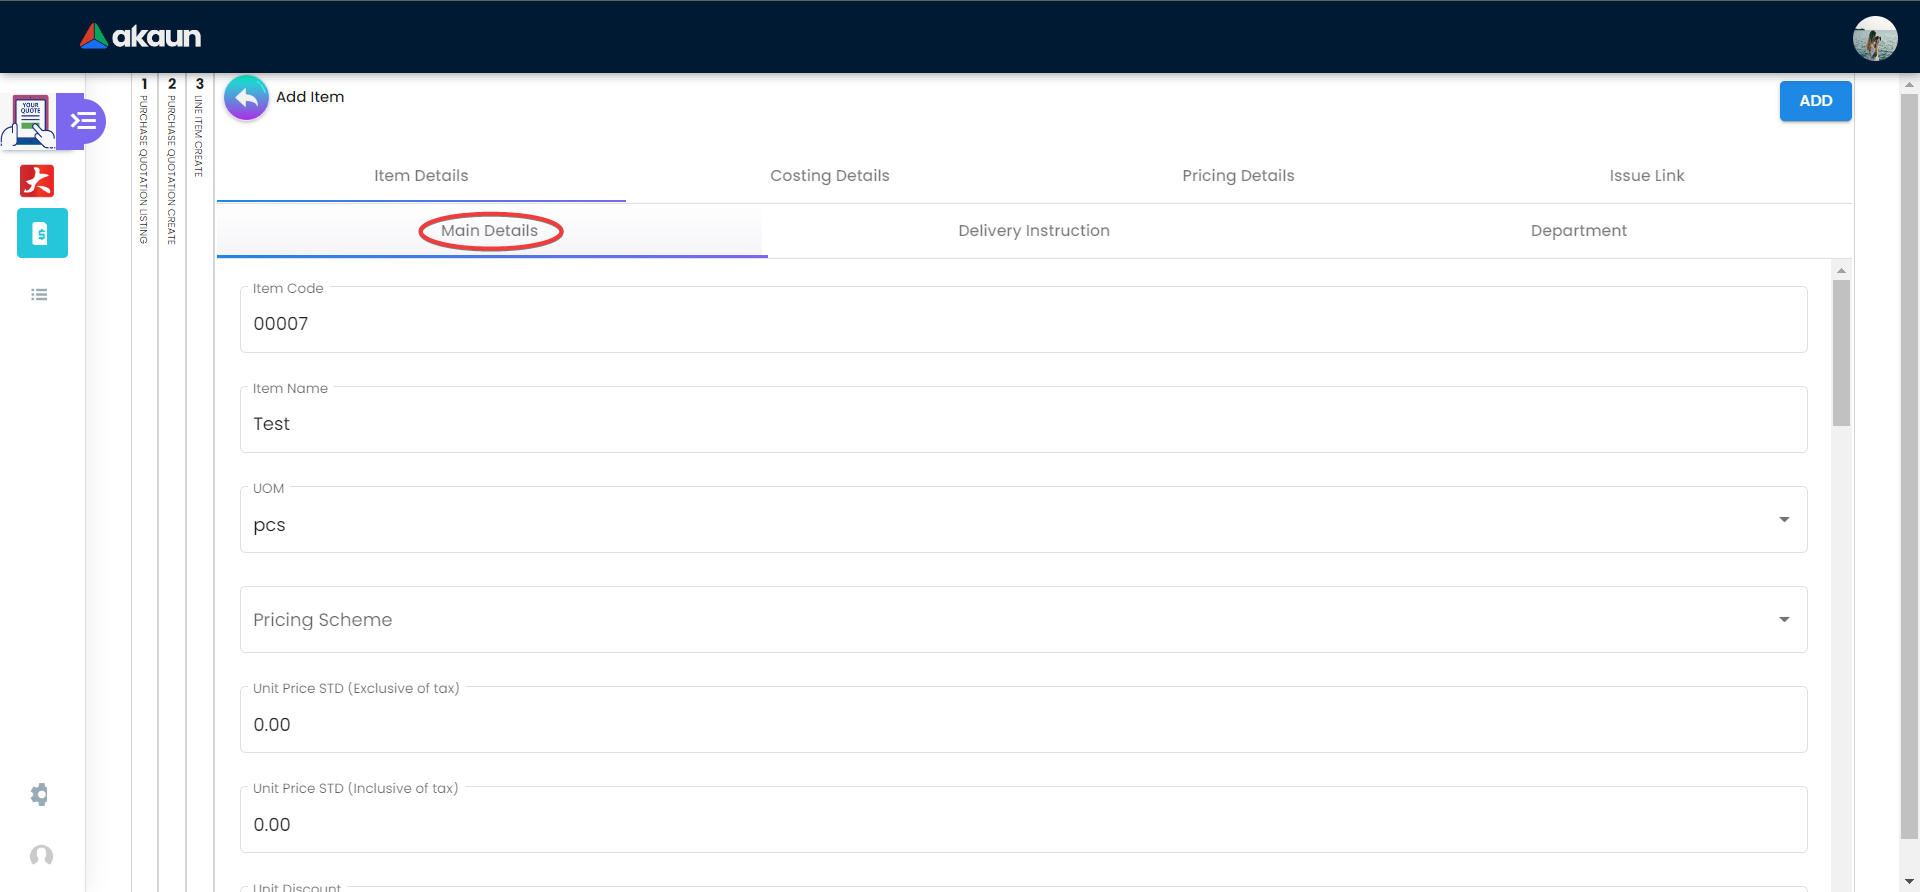 akaun
YOUR
QUOTE
1 PURCHASE QUOTATION LISTING
2 PURCHASE QUOTATION CREATE
3 LINE ITEM CREATE
Add Item
ADD
Item Details Costing Details Pricing Details Issue Link
Main Details Delivery Instruction Department
Item Code
00007
Item Name
Test
UOM
pcs
Pricing Scheme
Unit Price STD (Exclusive of tax)
0.00
Unit Price STD (Inclusive of tax)
0.00
Unit Discount